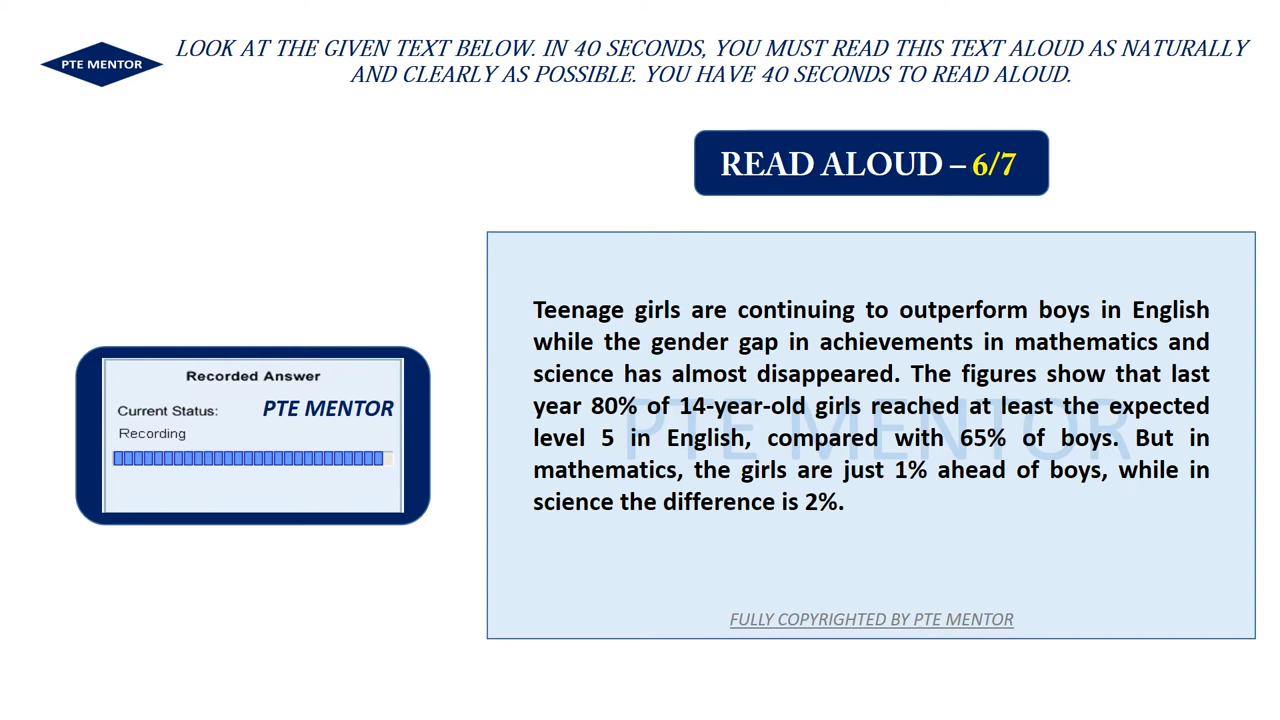 PTE MENTOR
LOOK AT THE GIVEN TEXT BELOW. IN 40 SECONDS, YOU MUST READ THIS TEXT ALOUD AS NATURALLY
AND CLEARLY AS POSSIBLE. YOU HAVE 40 SECONDS TO READ ALOUD.
READ ALOUD – 6/7
Recorded Answer
Current Status:
PTE MENTOR
Recording
Teenage girls are continuing to outperform boys in English
while the gender gap in achievements in mathematics and
science has almost disappeared. The figures show that last
year 80% of 14-year-old girls reached at least the expected
level 5 in English, compared with 65% of boys. But in
mathematics, the girls are just 1% ahead of boys, while in
science the difference is 2%.
PTE MENTOR
FULLY COPYRIGHTED BY PTE MENTOR